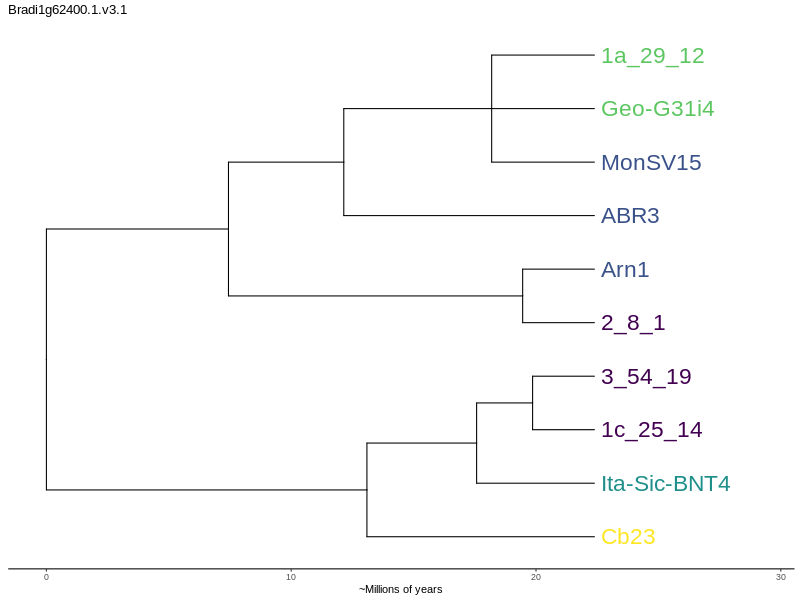 Bradi1g62400.1.v3.1
1a_29_12
Geo-G31i4
MonSV15
ABR3
Arn1
2_8_1
3_54_19
1c_25_14
Ita-Sic-BNT4
Cb23
0 10 20 30
~Millions of years